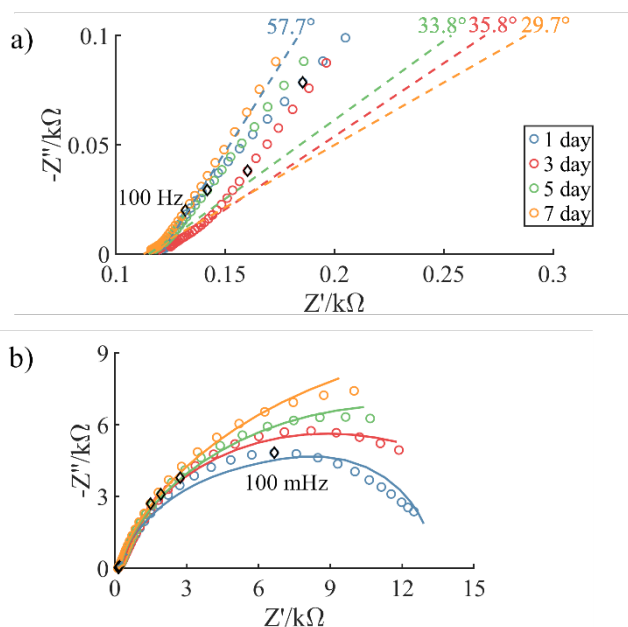 a)
57.7° 33.8° 35.8° 29.7°
0.1
0.05
0
-Z"/kΩ
100 Hz
1 day
3 day
5 day
7 day
0.1 0.15 0.2 0.25 0.3
Z'/kΩ
b)
9
6
3
0
-Z"/kΩ
100 mHz
0 3 6 9 12 15
Z'/kΩ